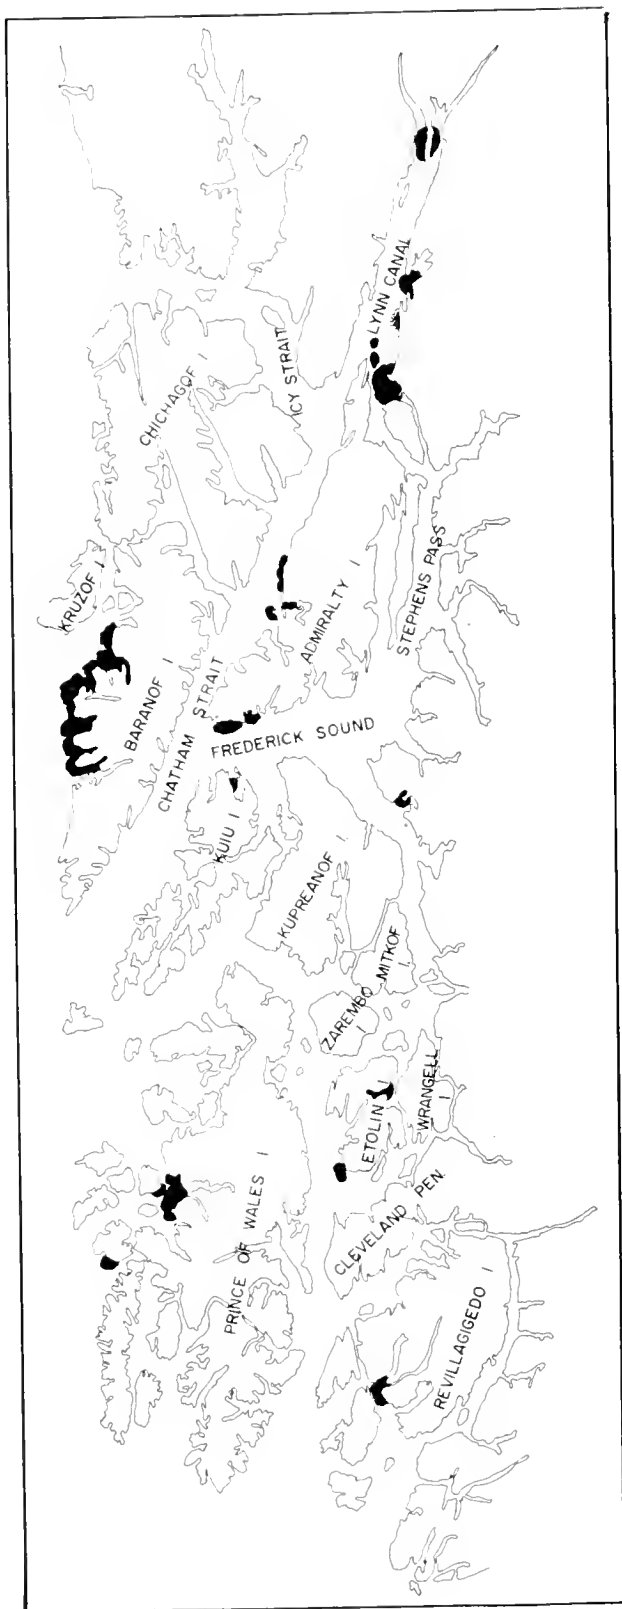 LYNN CANAL
ICY STRAIT
CHICHAGOF I
KRUZOF I.
STEPHENS PASS
ADMIRALTY I
BARANOF I
CHATHAM STRAIT
FREDERICK SOUND
KUIU I.
KUPREANOF I.
MITKOF I.
ZAREMBO I
ETOLIN I
WRANGELL I
PRINCE OF WALES I
CLEVELAND PEN.
REVILLAGIGEDO I